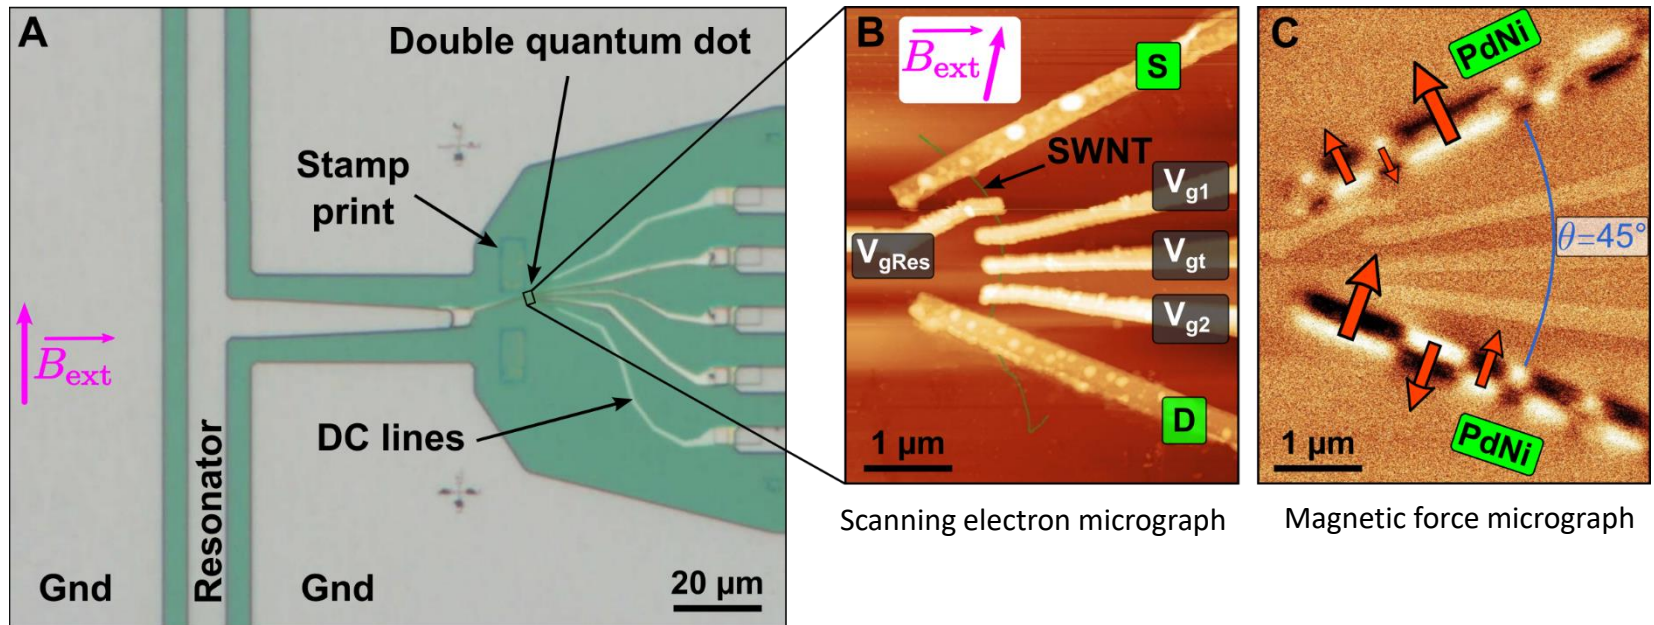 A
Double quantum dot
Stamp
print
B_ext
DC lines
Resonator
Gnd
Gnd
20 µm
B
B_ext
S
SWNT
V_g1
V_gRes
V_gt
V_g2
D
1 µm
Scanning electron micrograph
C
PdNi
θ=45°
PdNi
1 µm
Magnetic force micrograph